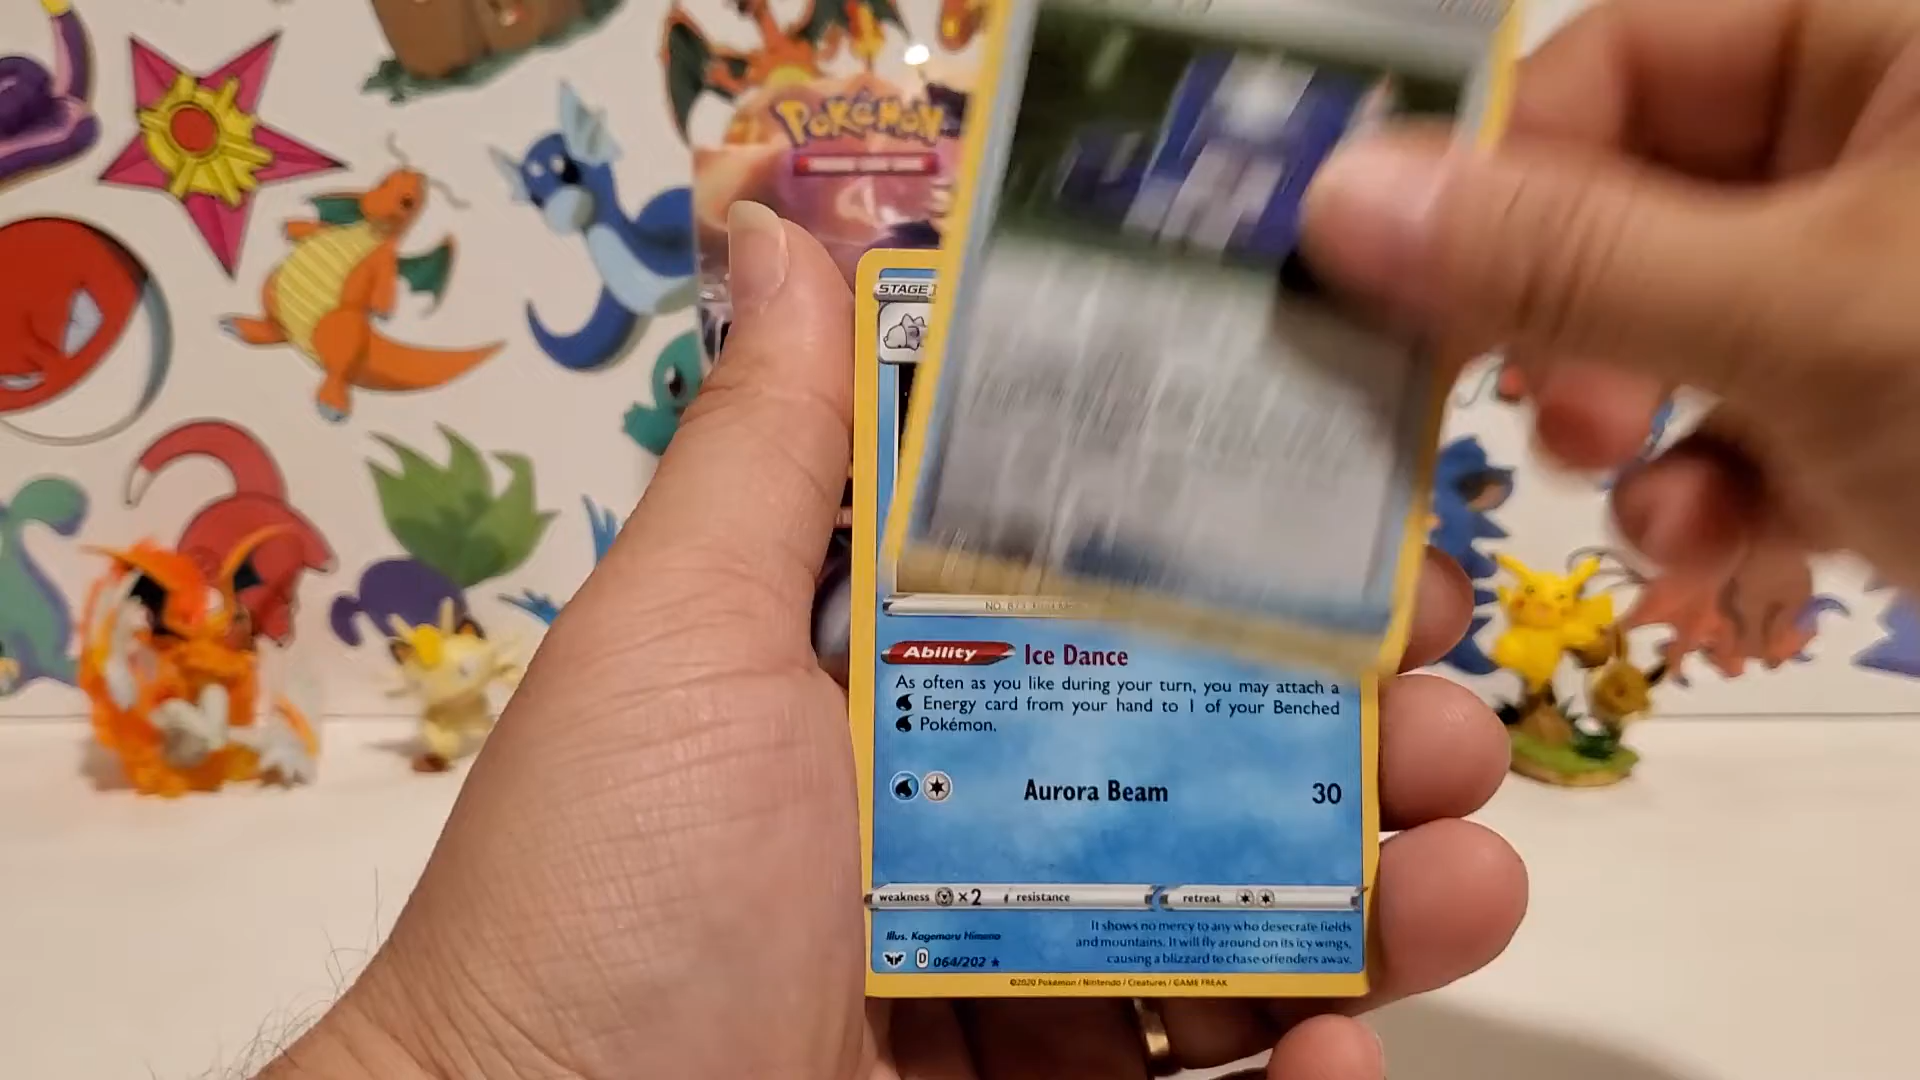 POKéMON
STAGE 1
Ability Ice Dance
As often as you like during your turn, you may attach a
Energy card from your hand to 1 of your Benched
Pokémon.
Aurora Beam 30
weakness ×2 resistance retreat
Illus. Kagemaru Himeno
It shows no mercy to any who desecrate fields
and mountains. It will fly around on its icy wings,
causing a blizzard to chase offenders away.
D 064/202
©2020 Pokémon / Nintendo / Creatures / GAME FREAK